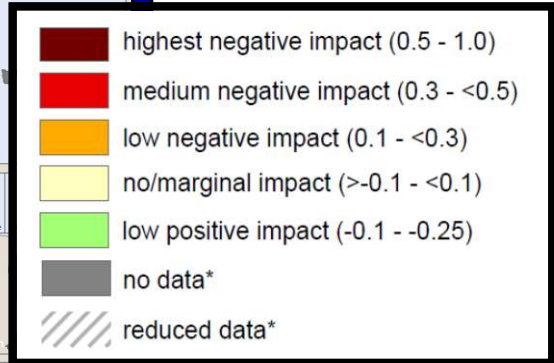 highest negative impact (0.5 - 1.0)
medium negative impact (0.3 - <0.5)
low negative impact (0.1 - <0.3)
no/marginal impact (>-0.1 - <0.1)
low positive impact (-0.1 - -0.25)
no data*
reduced data*